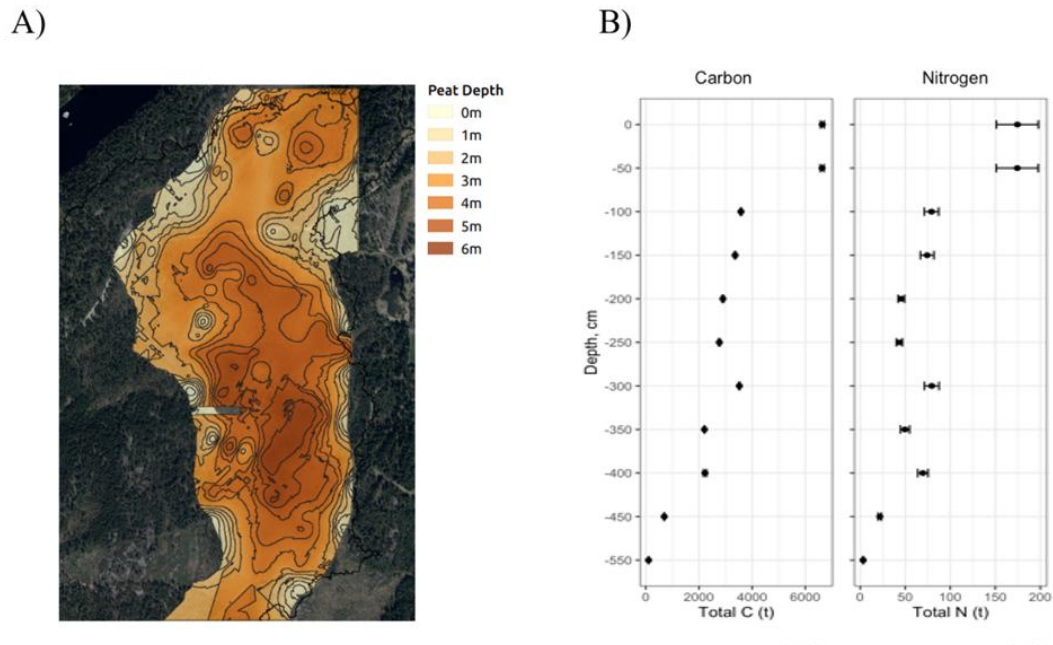 A)
B)
Peat Depth
0m
1m
2m
3m
4m
5m
6m
Carbon
Nitrogen
Depth, cm
0
-50
-100
-150
-200
-250
-300
-350
-400
-450
-550
0 2000 4000 6000
0 50 100 150 200
Total C (t)
Total N (t)